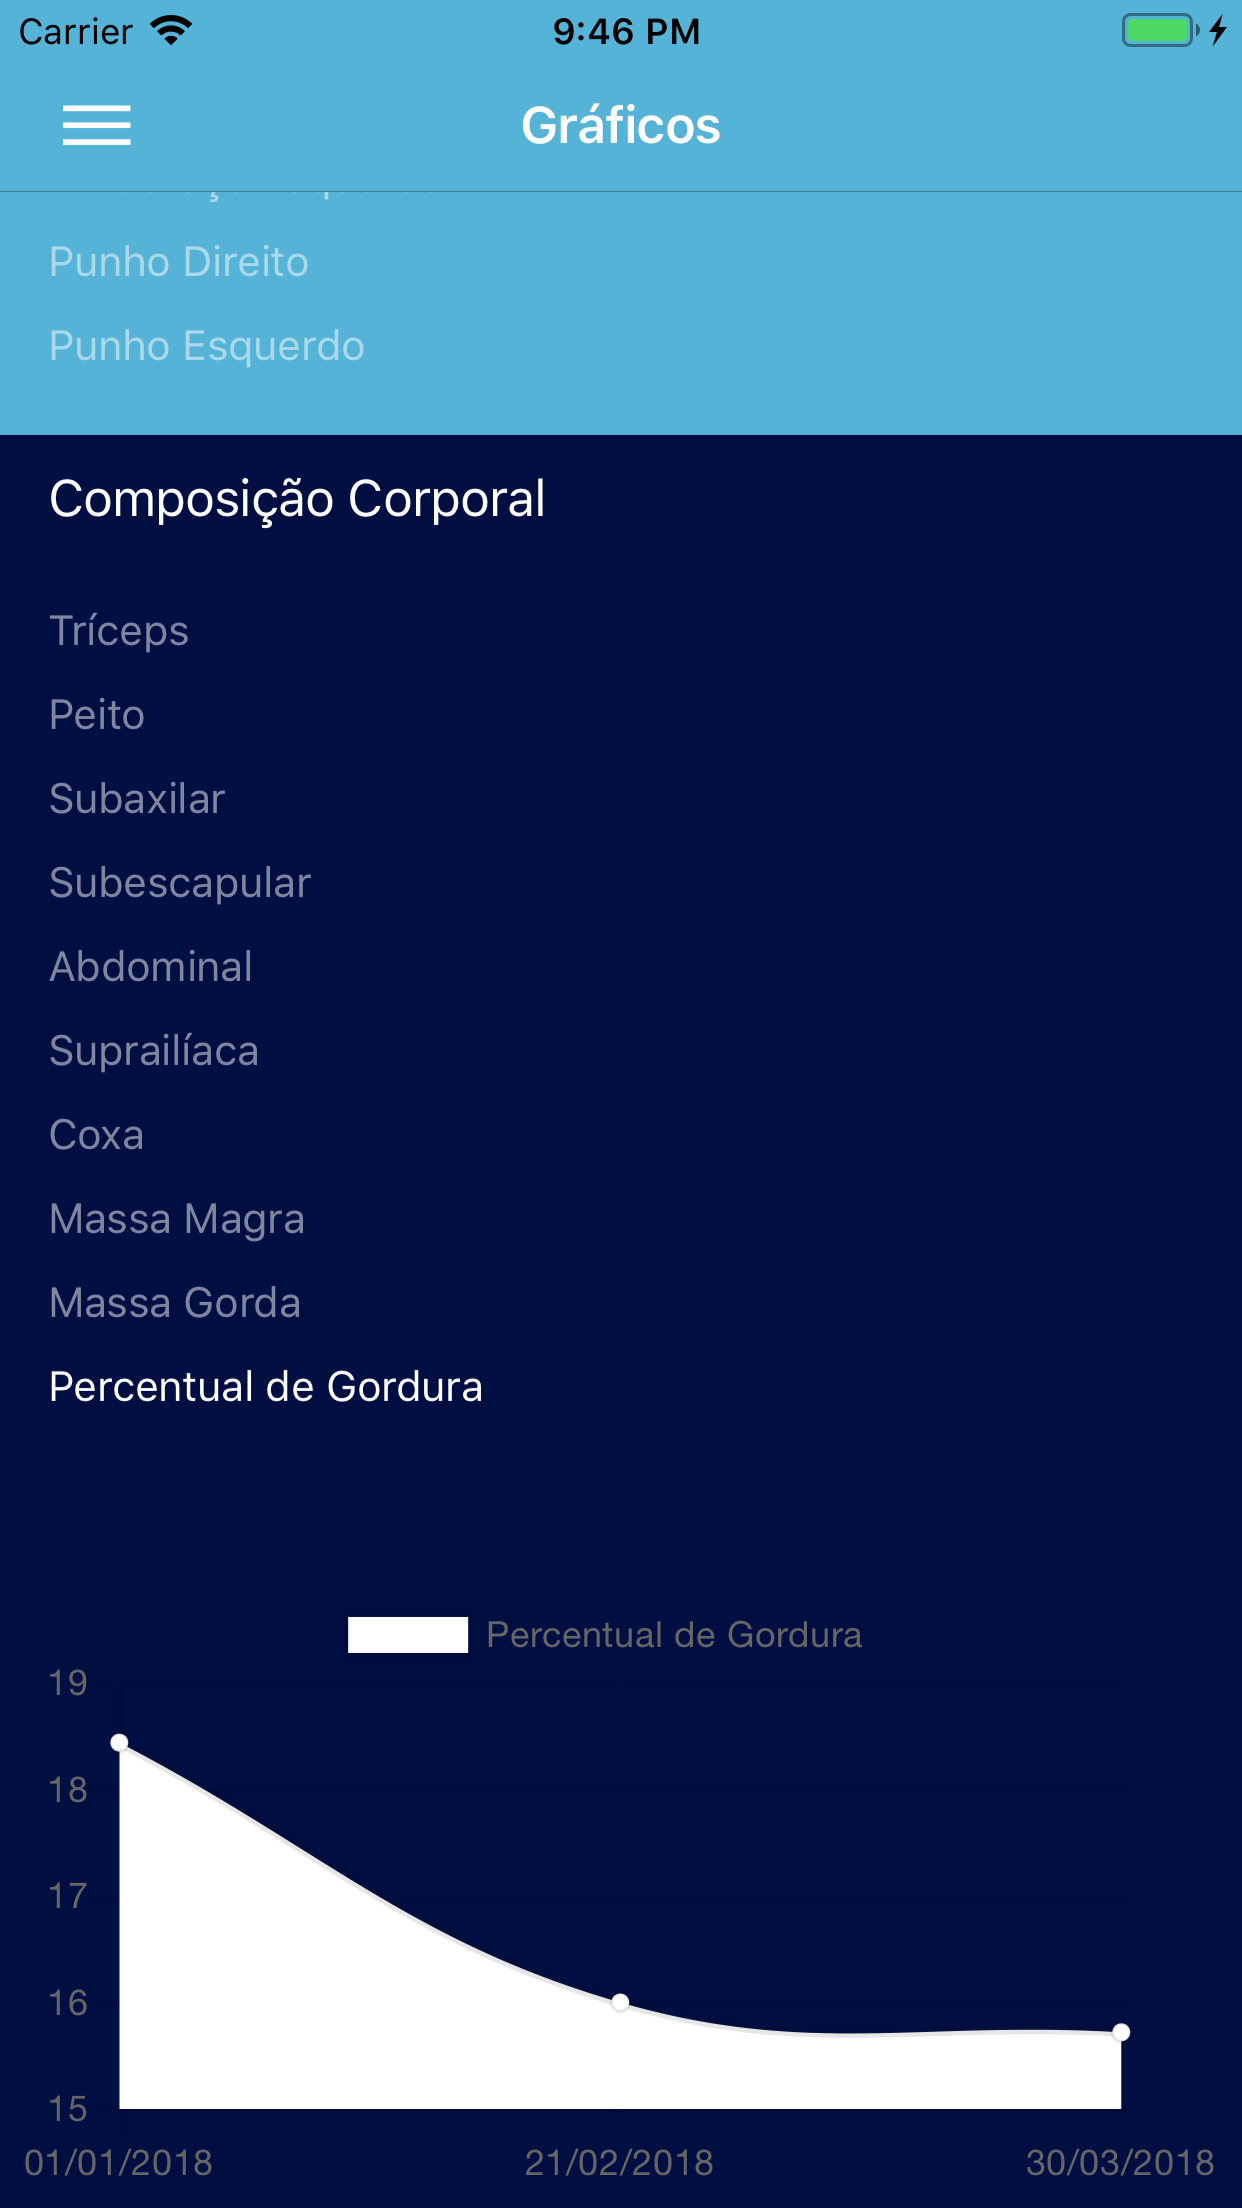 Carrier 9:46 PM
Gráficos
Punho Direito
Punho Esquerdo
Composição Corporal
Tríceps
Peito
Subaxilar
Subescapular
Abdominal
Suprailíaca
Coxa
Massa Magra
Massa Gorda
Percentual de Gordura
Percentual de Gordura
19
18
17
16
15
01/01/2018 21/02/2018 30/03/2018